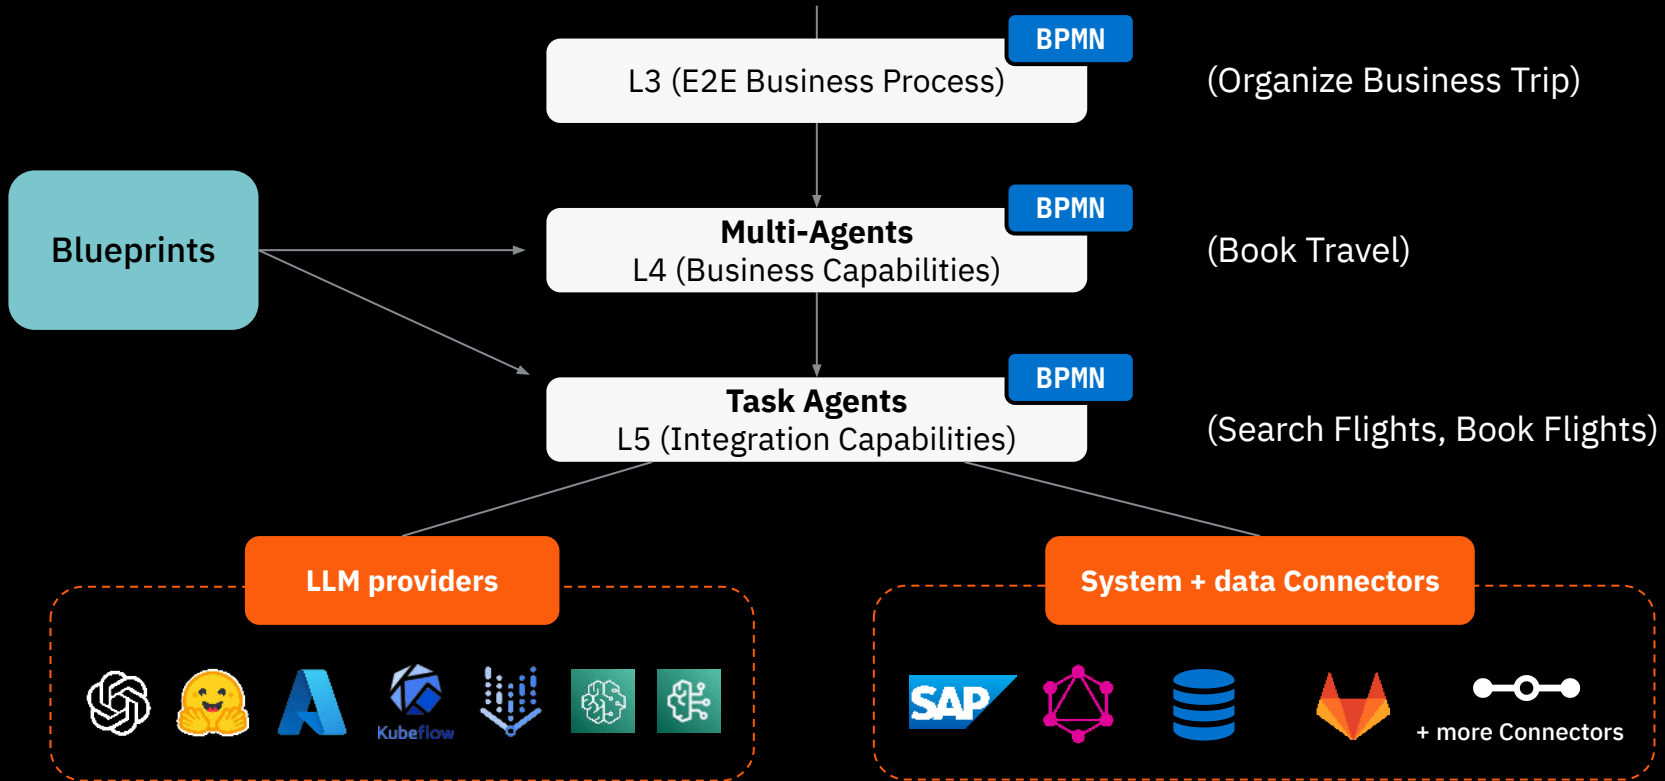 BPMN
L3 (E2E Business Process)
(Organize Business Trip)
BPMN
Blueprints
Multi-Agents
L4 (Business Capabilities)
(Book Travel)
BPMN
Task Agents
L5 (Integration Capabilities)
(Search Flights, Book Flights)
LLM providers
System + data Connectors
Kubeflow
SAP
+ more Connectors